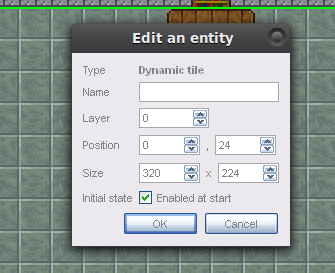 Edit an entity
Type Dynamic tile
Name
Layer 0
Position 0 , 24
Size 320 x 224
Initial state Enabled at start
OK Cancel